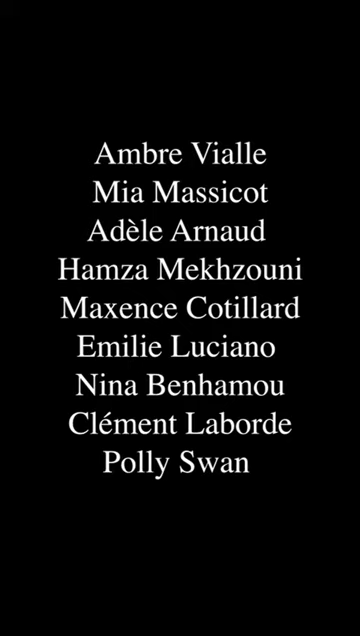 Ambre Vialle
Mia Massicot
Adèle Arnaud
Hamza Mekhzouni
Maxence Cotillard
Emilie Luciano
Nina Benhamou
Clément Laborde
Polly Swan